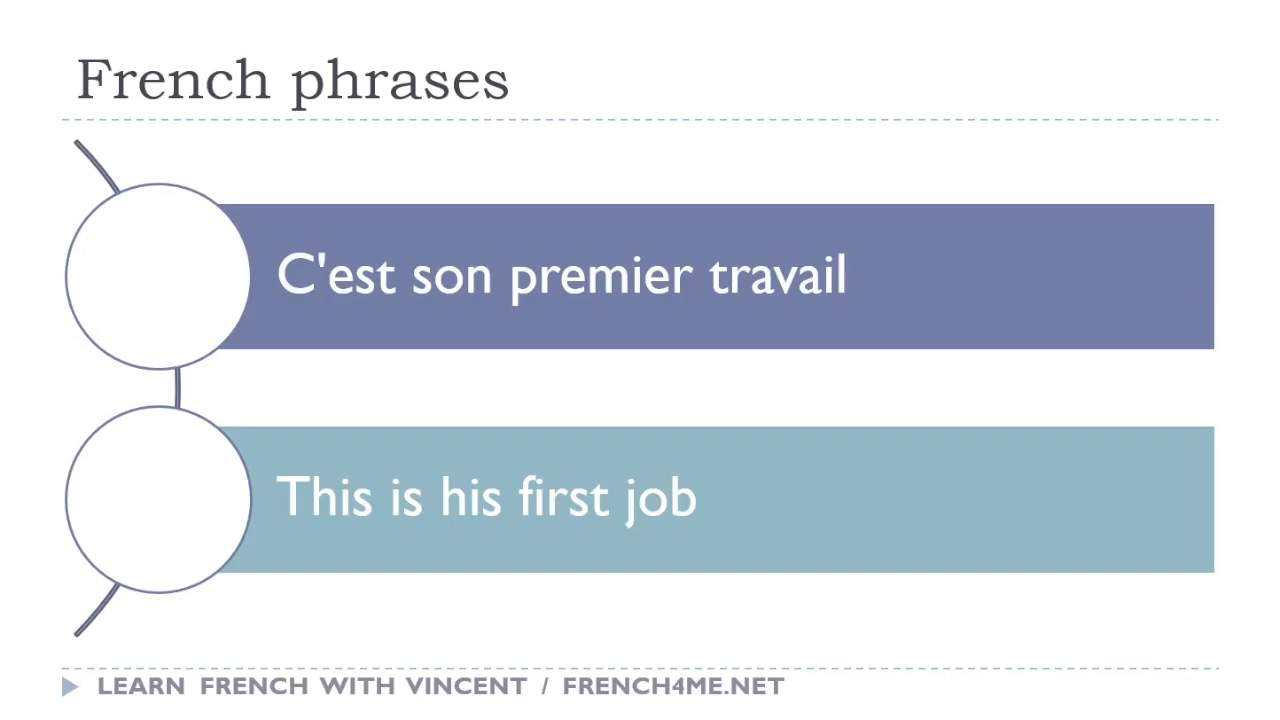 French phrases
C'est son premier travail
This is his first job
LEARN FRENCH WITH VINCENT / FRENCH4ME.NET